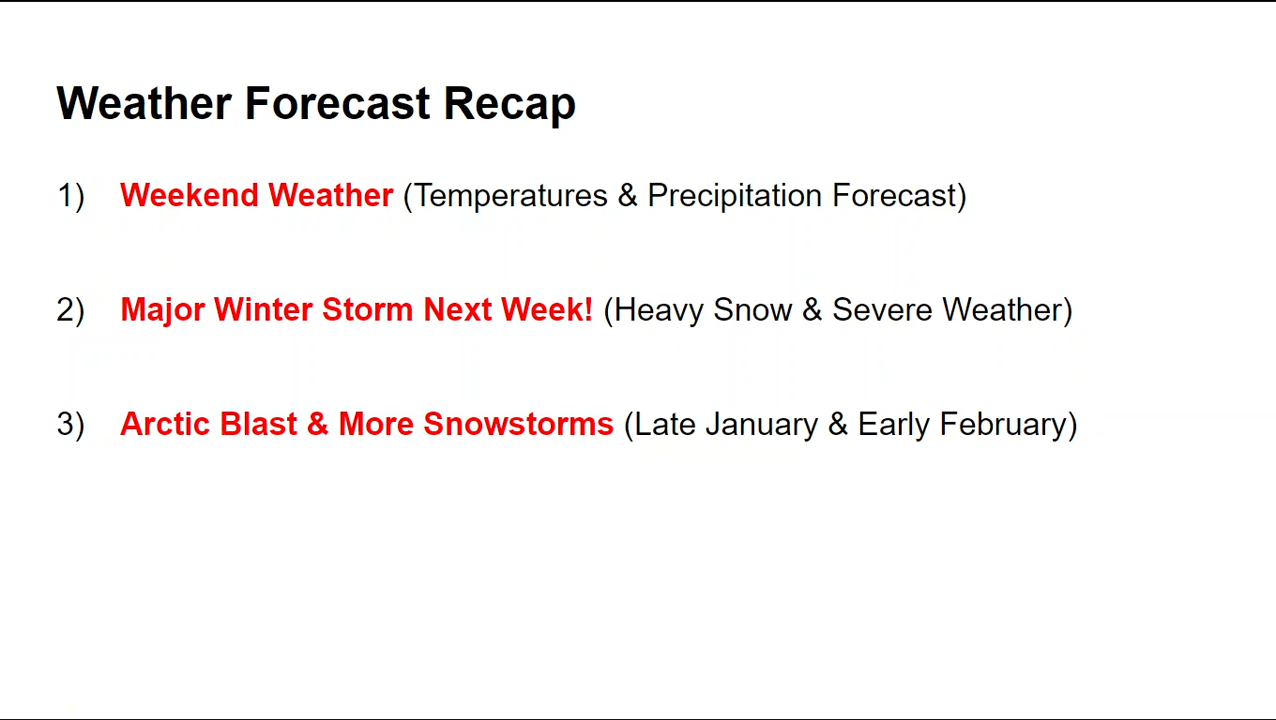 Weather Forecast Recap
1) Weekend Weather (Temperatures & Precipitation Forecast)
2) Major Winter Storm Next Week! (Heavy Snow & Severe Weather)
3) Arctic Blast & More Snowstorms (Late January & Early February)